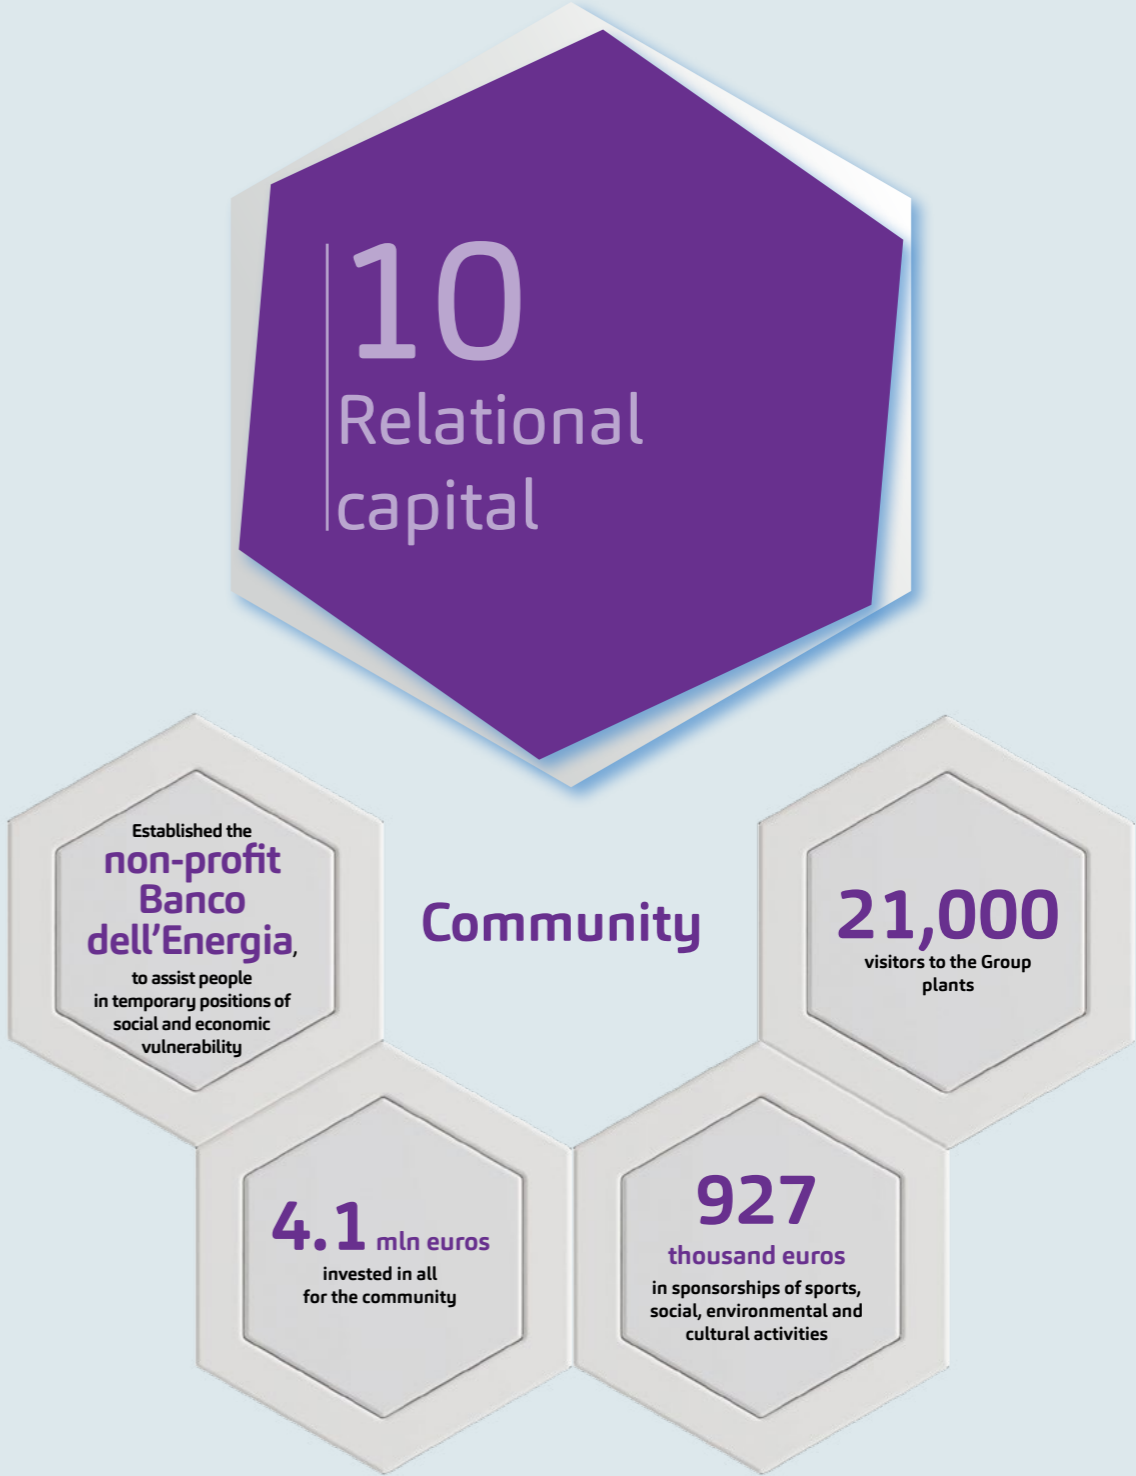 10
Relational
capital
Established the
non-profit
Banco
dell’Energia,
to assist people
in temporary positions of
social and economic
vulnerability
Community
21,000
visitors to the Group
plants
4.1 mln euros
invested in all
for the community
927
thousand euros
in sponsorships of sports,
social, environmental and
cultural activities